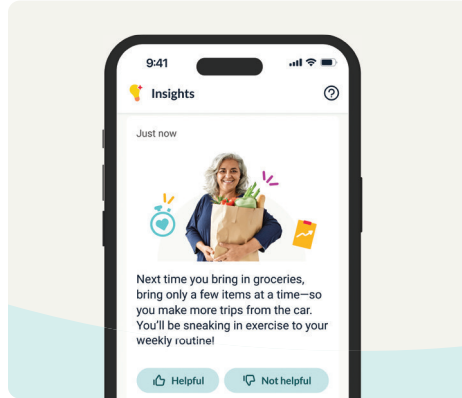 9:41
Insights
Just now
Next time you bring in groceries,
bring only a few items at a time—so
you make more trips from the car.
You'll be sneaking in exercise to your
weekly routine!
Helpful
Not helpful